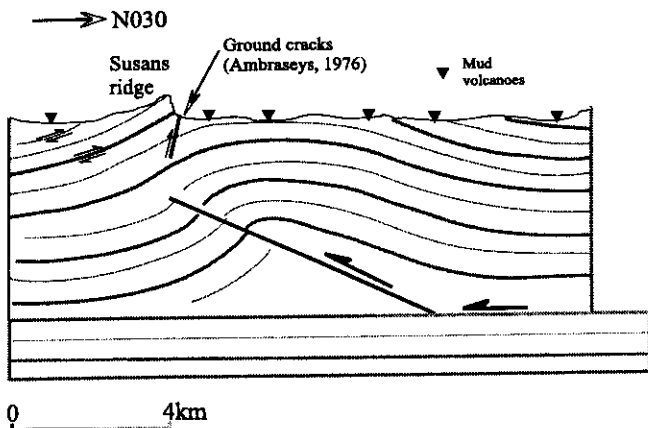 N030
Ground cracks
(Ambraseys, 1976)
Susans
ridge
Mud
volcanoes
0
4km